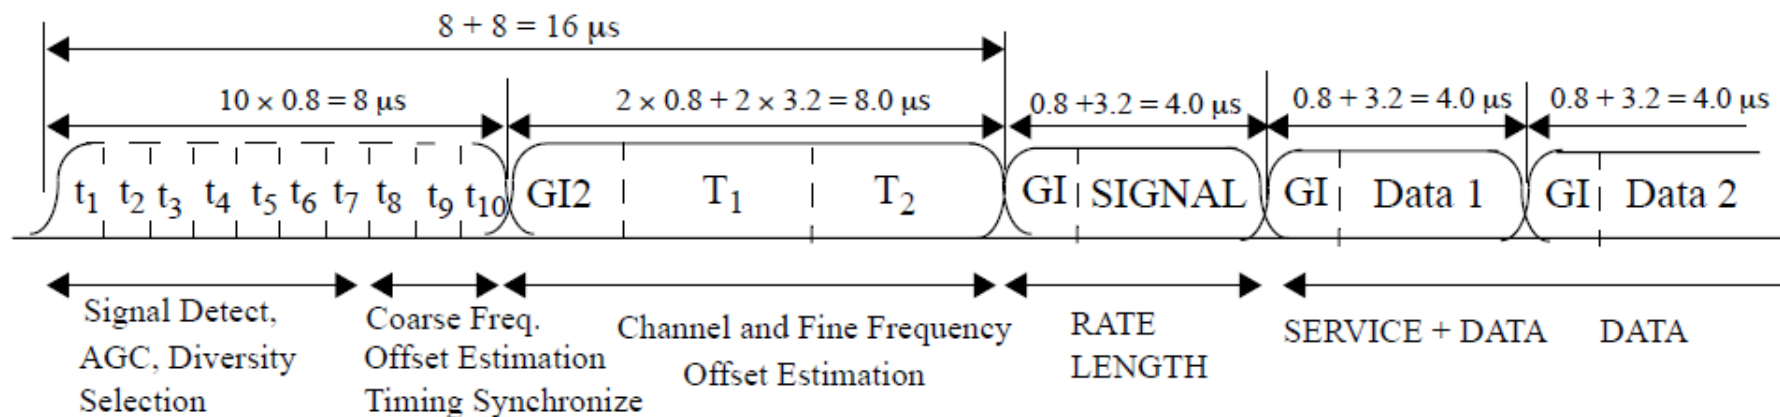 8 + 8 = 16 μs
10 × 0.8 = 8 μs
2 × 0.8 + 2 × 3.2 = 8.0 μs
0.8 +3.2 = 4.0 μs
0.8 + 3.2 = 4.0 μs
0.8 + 3.2 = 4.0 μs
t1 t2 t3 t4 t5 t6 t7 t8 t9 t10 GI2 T1 T2 GI SIGNAL GI Data 1 GI Data 2
Signal Detect,
AGC, Diversity
Selection
Coarse Freq.
Offset Estimation
Timing Synchronize
Channel and Fine Frequency
Offset Estimation
RATE
LENGTH
SERVICE + DATA
DATA